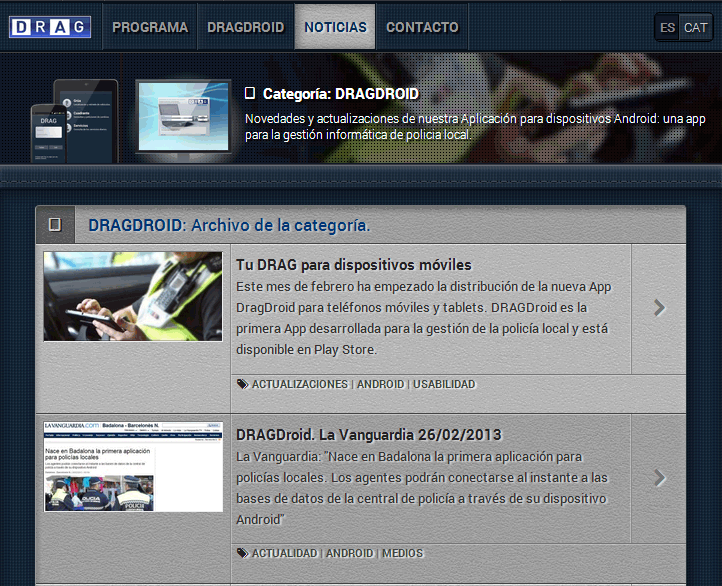 DRAG PROGRAMA DRAGDROID NOTICIAS CONTACTO ES CAT
DRAG
Categoría: DRAGDROID
Novedades y actualizaciones de nuestra Aplicación para dispositivos Android: una app
para la gestión informática de policia local.
DRAGDROID: Archivo de la categoría.
Tu DRAG para dispositivos móviles
Este mes de febrero ha empezado la distribución de la nueva App
DragDroid para teléfonos móviles y tablets. DRAGDroid es la
primera App desarrollada para la gestión de la policía local y está
disponible en Play Store.
ACTUALIZACIONES | ANDROID | USABILIDAD
LA VANGUARDIA.COM Badalona - Barcelonès N.
Nace en Badalona la primera aplicación
para policías locales
DRAGDroid. La Vanguardia 26/02/2013
La Vanguardia: "Nace en Badalona la primera aplicación para
policías locales. Los agentes podrán conectarse al instante a las
bases de datos de la central de policía a través de su dispositivo
Android"
ACTUALIDAD | ANDROID | MEDIOS